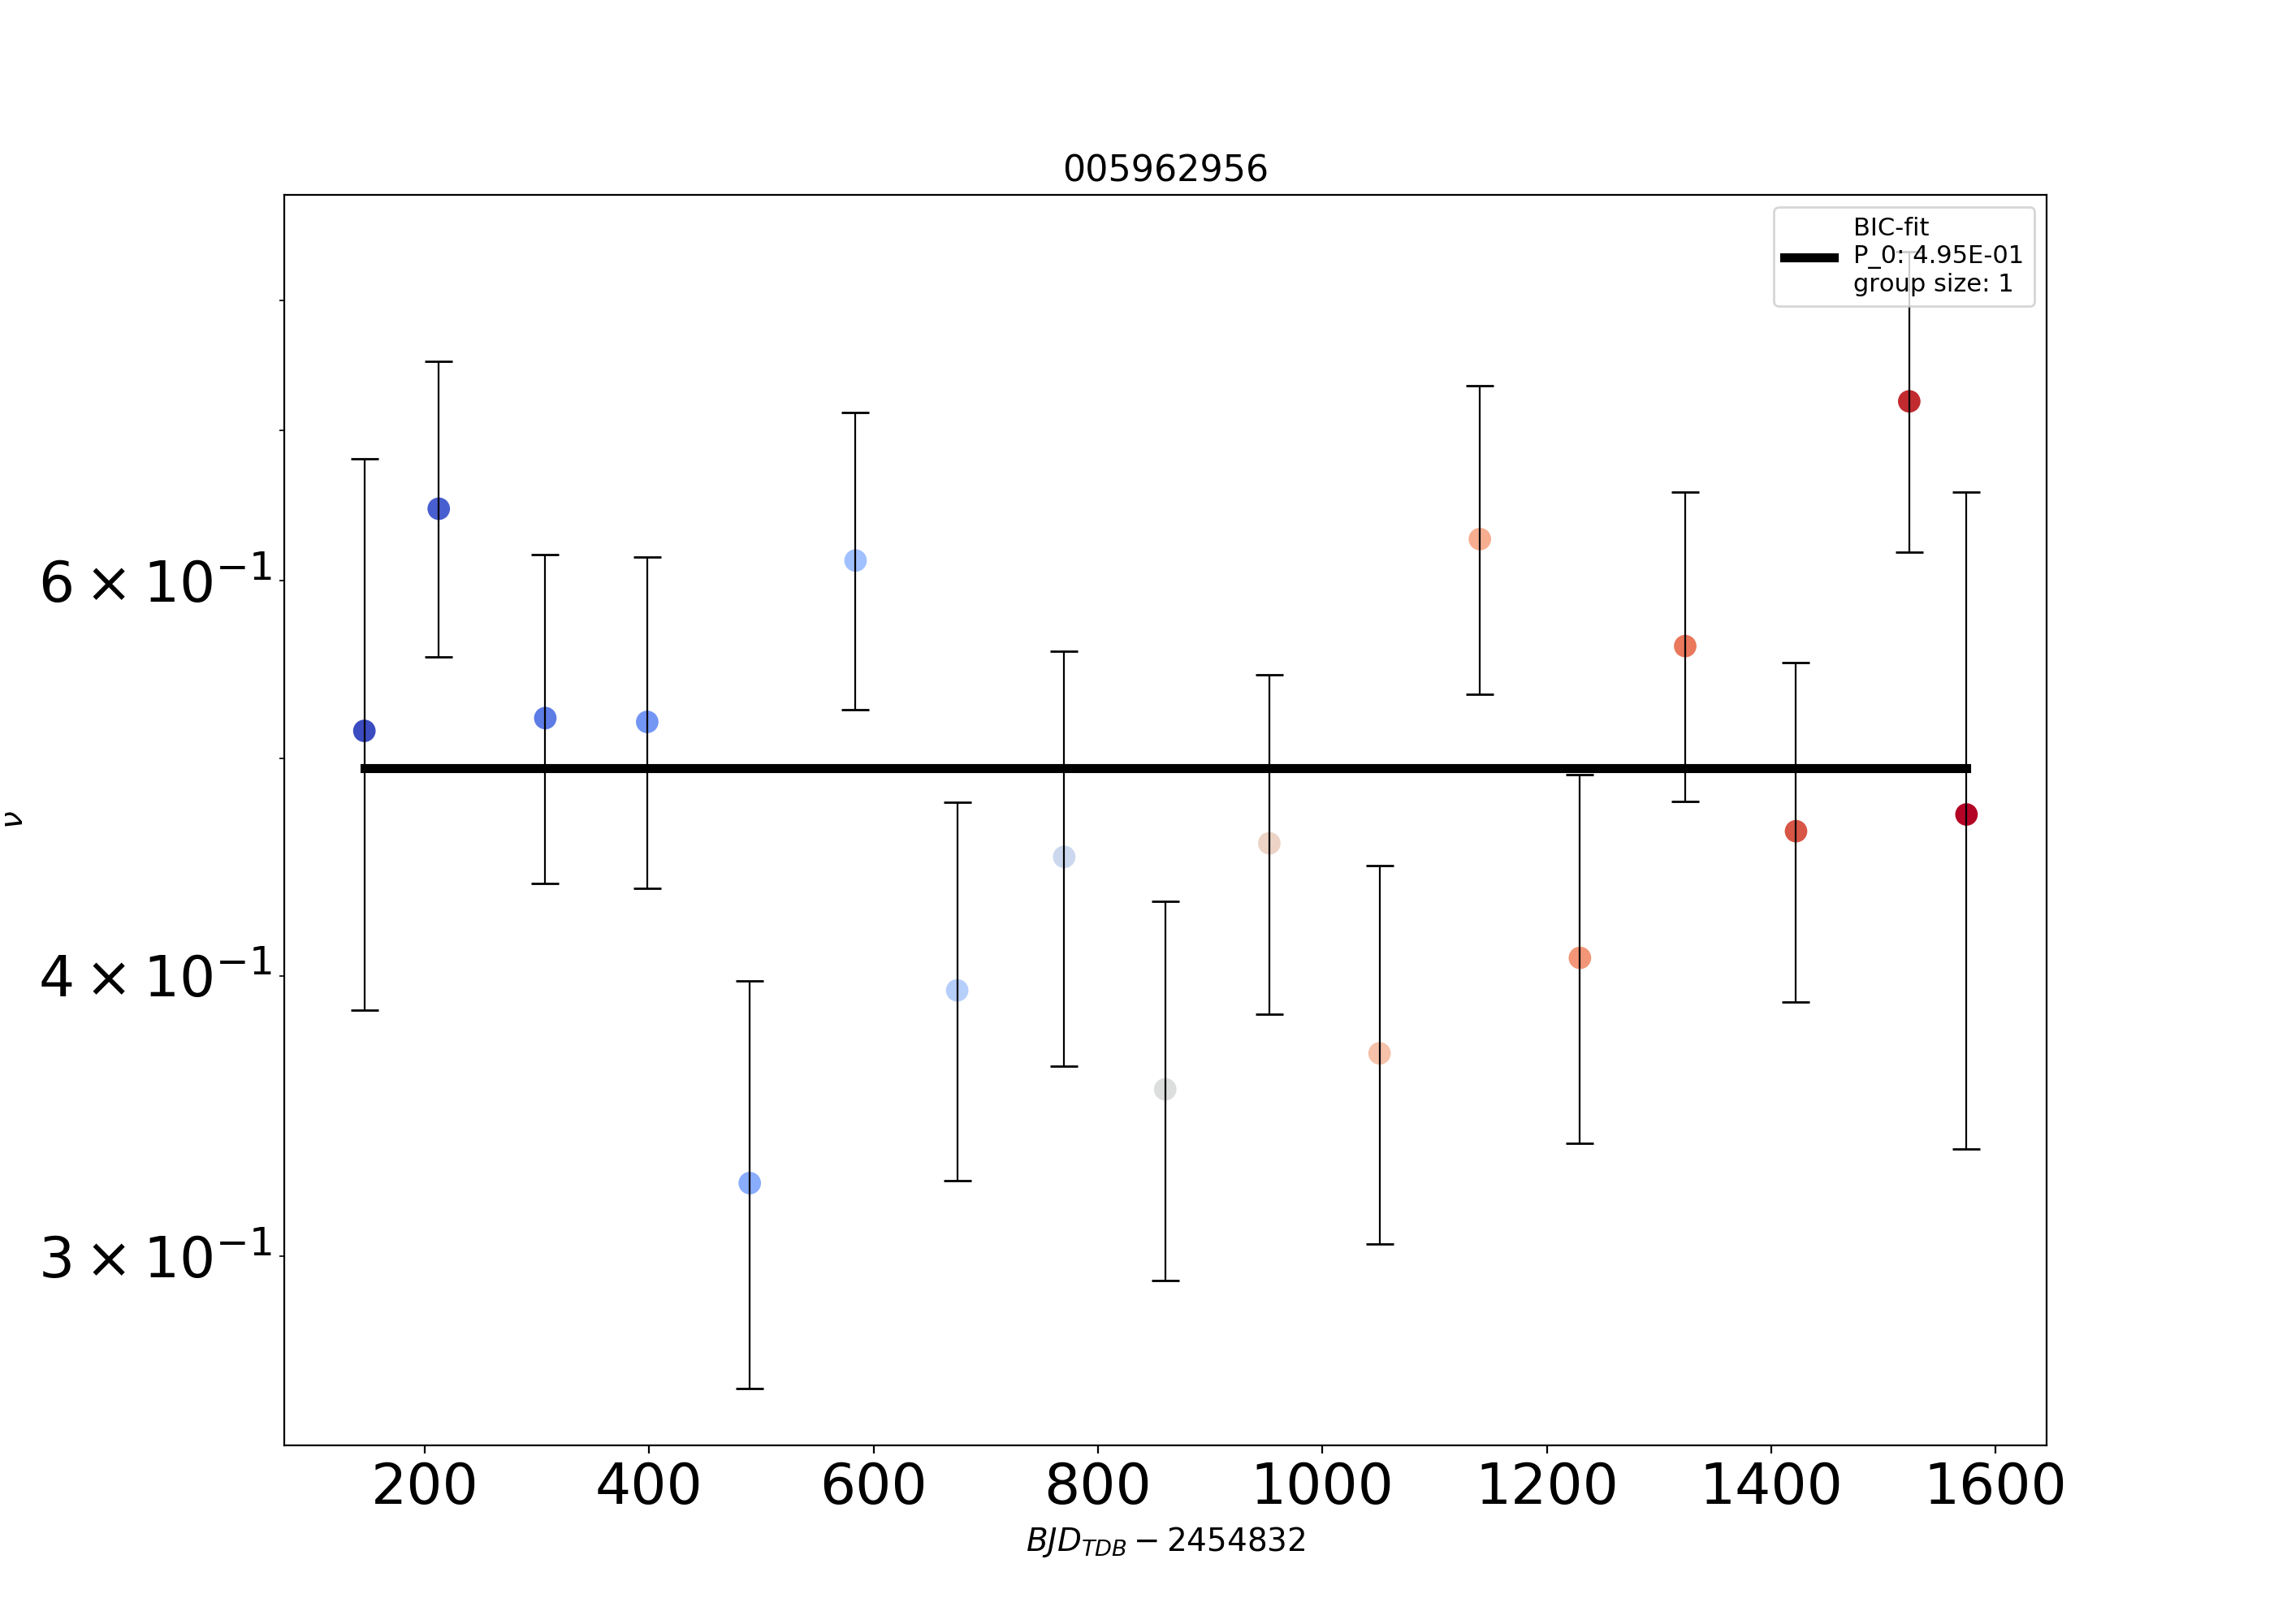 005962956
BIC-fit
P_0: 4.95E-01
group size: 1
6 × 10⁻¹
4 × 10⁻¹
3 × 10⁻¹
ν
200 400 600 800 1000 1200 1400 1600
BJD_TDB − 2454832